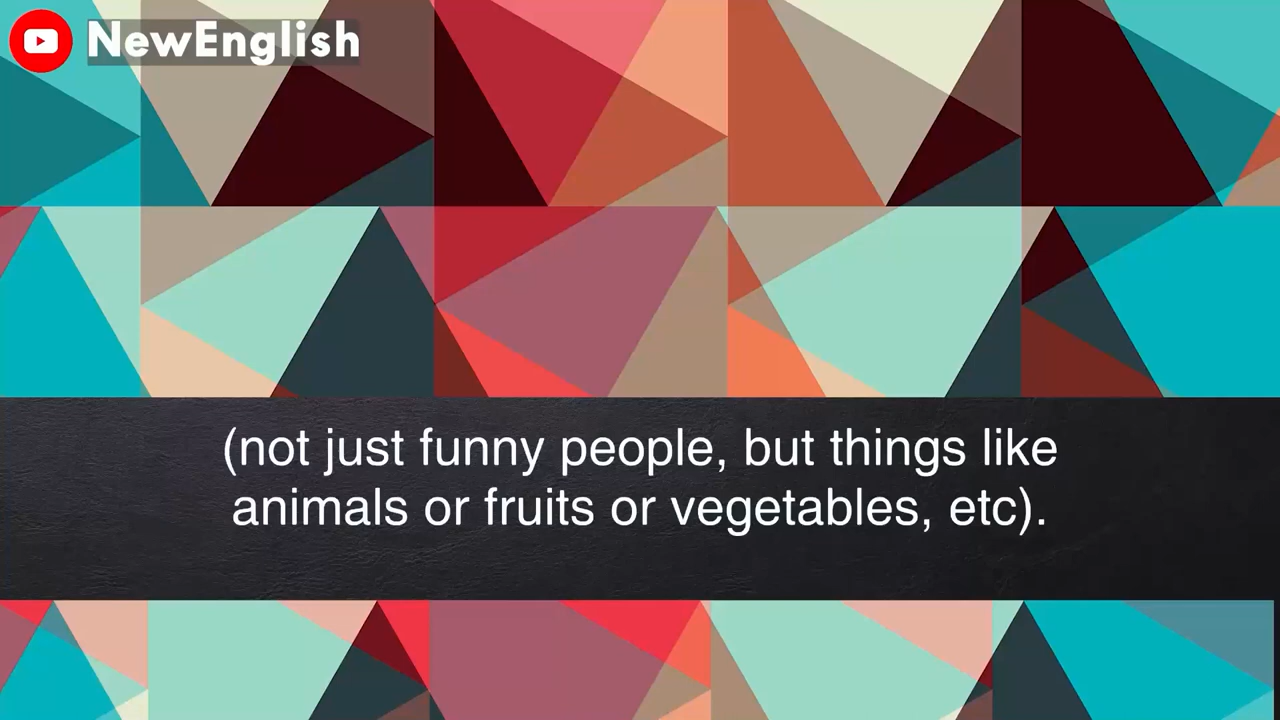 NewEnglish
(not just funny people, but things like
animals or fruits or vegetables, etc).